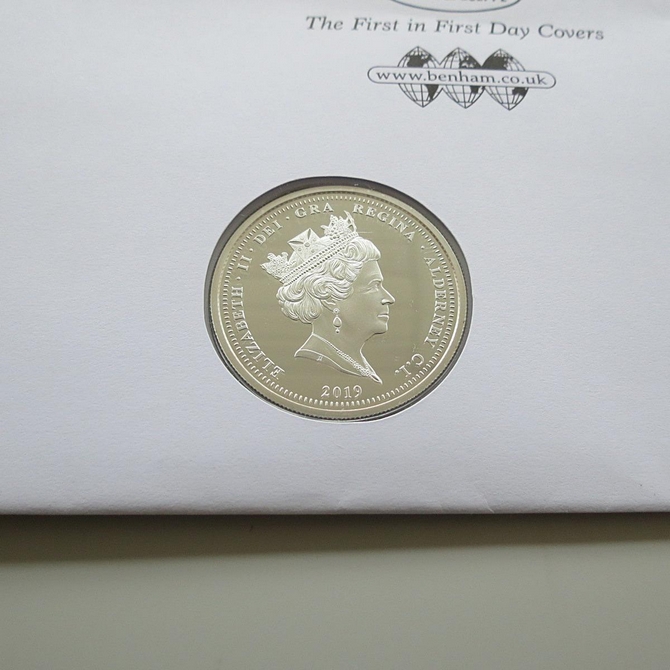 The First in First Day Covers
www.benham.co.uk
ELIZABETH · II · DEI · GRA REGINA · ALDERNEY C.I.
2019